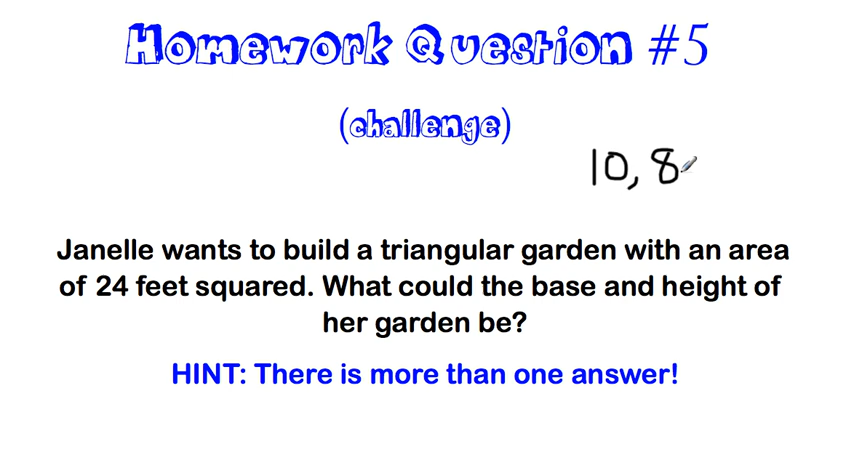 Homework Question #5
(challenge)
10, 8
Janelle wants to build a triangular garden with an area
of 24 feet squared. What could the base and height of
her garden be?
HINT: There is more than one answer!